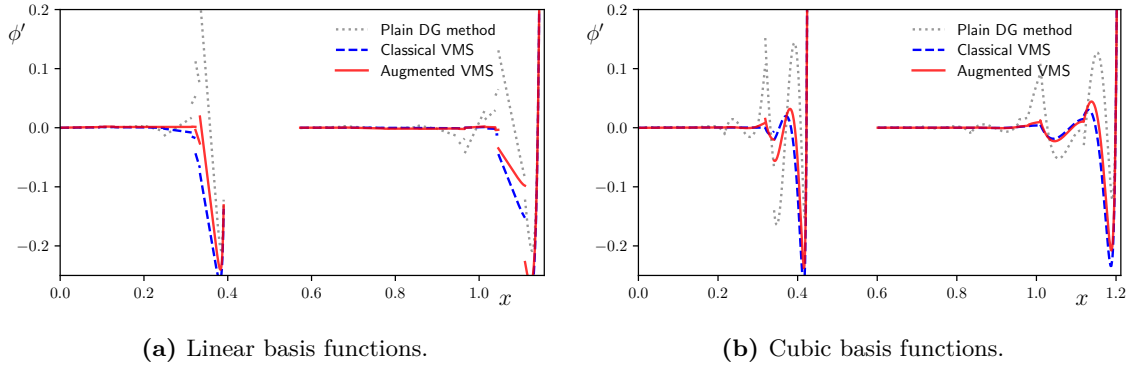 ϕ′
0.2
0.1
0.0
−0.1
−0.2
0.0
0.2
0.4
0.6
0.8
1.0
x
Plain DG method
Classical VMS
Augmented VMS
(a) Linear basis functions.
ϕ′
0.2
0.1
0.0
−0.1
−0.2
0.0
0.2
0.4
0.6
0.8
1.0
x
1.2
Plain DG method
Classical VMS
Augmented VMS
(b) Cubic basis functions.